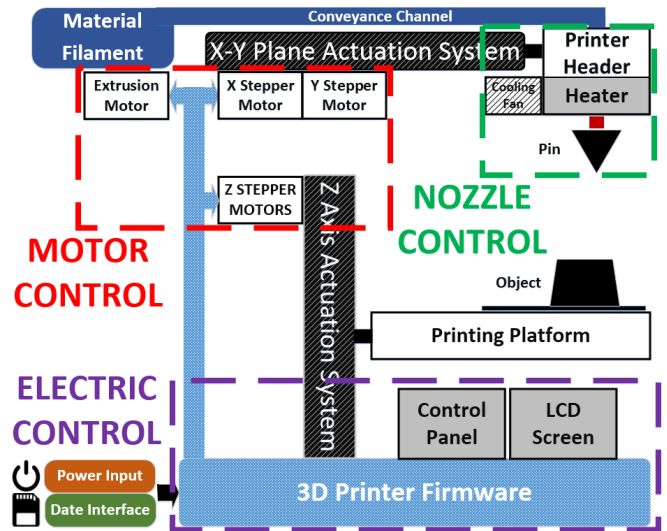 Material
Filament
Conveyance Channel
X-Y Plane Actuation System
Printer
Header
Extrusion
Motor
X Stepper
Motor
Y Stepper
Motor
Cooling
Fan
Heater
Pin
Z STEPPER
MOTORS
Z Axis Actuation System
NOZZLE
CONTROL
MOTOR
CONTROL
Object
Printing Platform
ELECTRIC
CONTROL
Control
Panel
LCD
Screen
Power Input
Date Interface
3D Printer Firmware